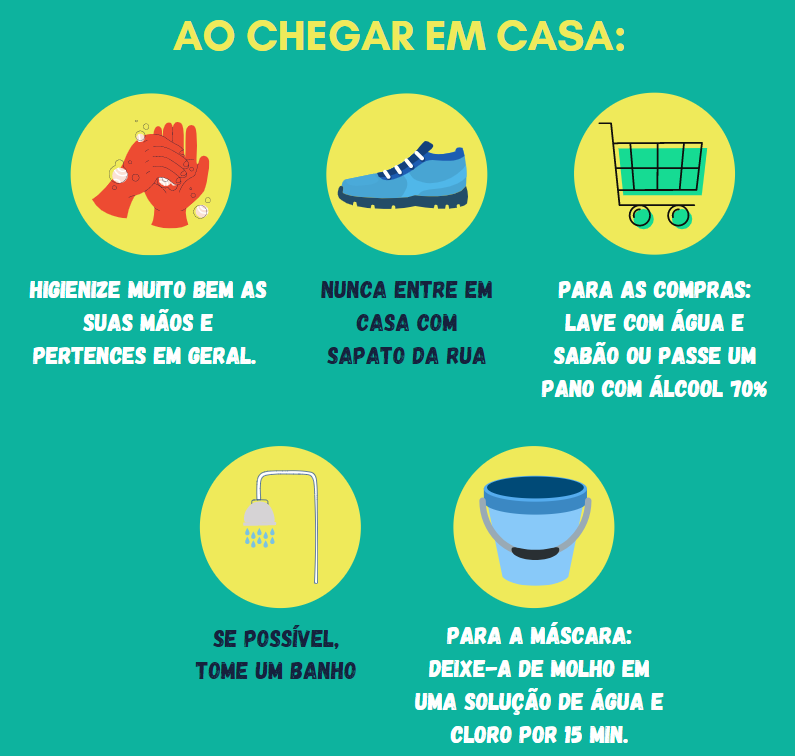 AO CHEGAR EM CASA:
HIGIENIZE MUITO BEM AS
SUAS MÃOS E
PERTENCES EM GERAL.
NUNCA ENTRE EM
CASA COM
SAPATO DA RUA
PARA AS COMPRAS:
LAVE COM ÁGUA E
SABÃO OU PASSE UM
PANO COM ÁLCOOL 70%
SE POSSÍVEL,
TOME UM BANHO
PARA A MÁSCARA:
DEIXE-A DE MOLHO EM
UMA SOLUÇÃO DE ÁGUA E
CLORO POR 15 MIN.